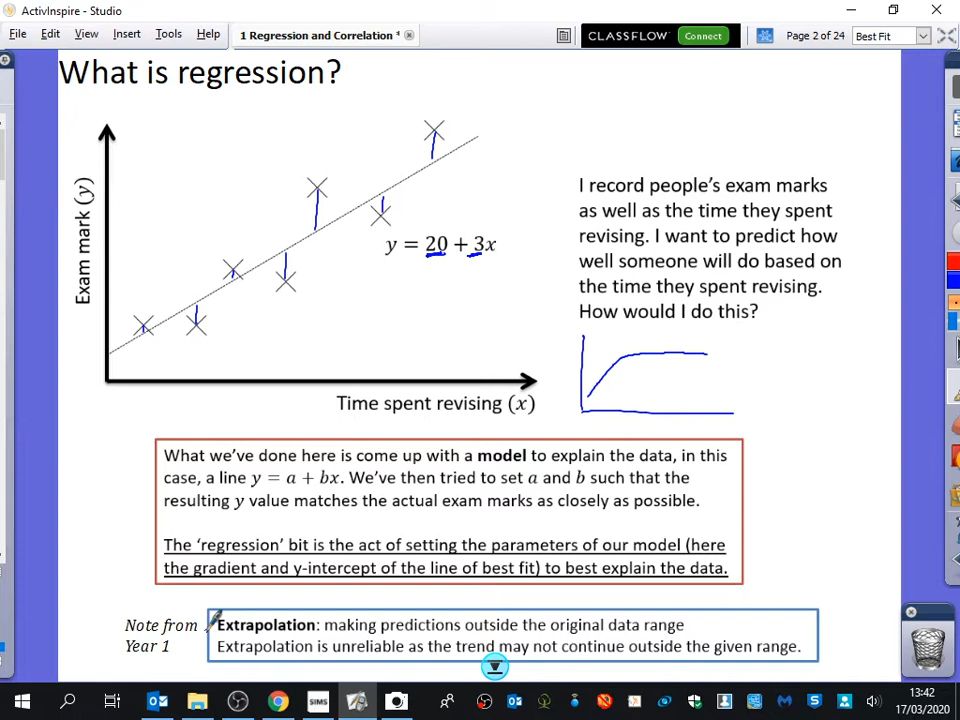 ActivInspire - Studio
File Edit View Insert Tools Help
1 Regression and Correlation *
CLASSFLOW Connect
Page 2 of 24
Best Fit
What is regression?
Exam mark (y)
y = 20 + 3x
Time spent revising (x)
I record people's exam marks
as well as the time they spent
revising. I want to predict how
well someone will do based on
the time they spent revising.
How would I do this?
What we've done here is come up with a model to explain the data, in this
case, a line y = a + bx. We've then tried to set a and b such that the
resulting y value matches the actual exam marks as closely as possible.
The 'regression' bit is the act of setting the parameters of our model (here
the gradient and y-intercept of the line of best fit) to best explain the data.
Note from
Year 1
Extrapolation: making predictions outside the original data range
Extrapolation is unreliable as the trend may not continue outside the given range.
SIMS
13:42
17/03/2020